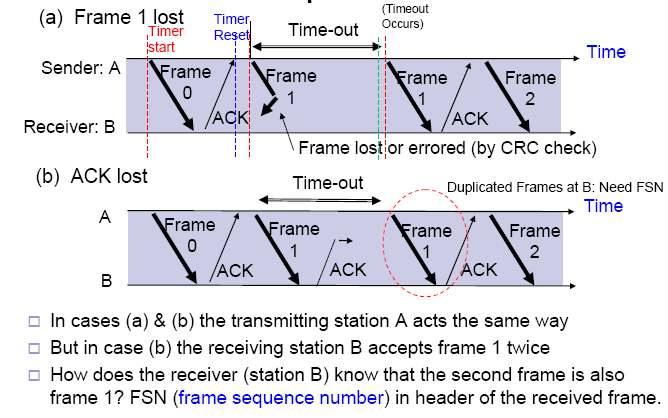 (a) Frame 1 lost
Timer start
Timer Reset
Time-out
(Timeout Occurs)
Time
Sender: A
Frame 0
ACK
Frame 1
Frame 1
ACK
Frame 2
Receiver: B
Frame lost or errored (by CRC check)
(b) ACK lost
Time-out
Duplicated Frames at B: Need FSN
Time
A
Frame 0
ACK
Frame 1
ACK
Frame 1
ACK
Frame 2
B
In cases (a) & (b) the transmitting station A acts the same way
But in case (b) the receiving station B accepts frame 1 twice
How does the receiver (station B) know that the second frame is also
frame 1? FSN (frame sequence number) in header of the received frame.